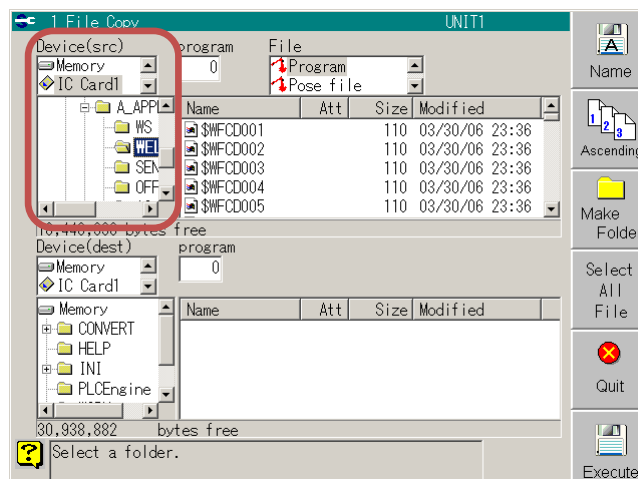 1 File Copy UNIT1
Device(src) program File
Memory 0 Program
IC Card1 Pose file
A_APPL Name Att Size Modified
WS $WFCD001 110 03/30/06 23:36
WEL $WFCD002 110 03/30/06 23:36
SEN $WFCD003 110 03/30/06 23:36
OFF $WFCD004 110 03/30/06 23:36
$WFCD005 110 03/30/06 23:36
bytes free
Device(dest) program
Memory 0
IC Card1
Memory Name Att Size Modified
CONVERT
HELP
INI
PLCEngine
30,938,882 bytes free
Select a folder.
A
Name
1 2 3
Ascending
Make
Folde
Select
All
File
Quit
Execute